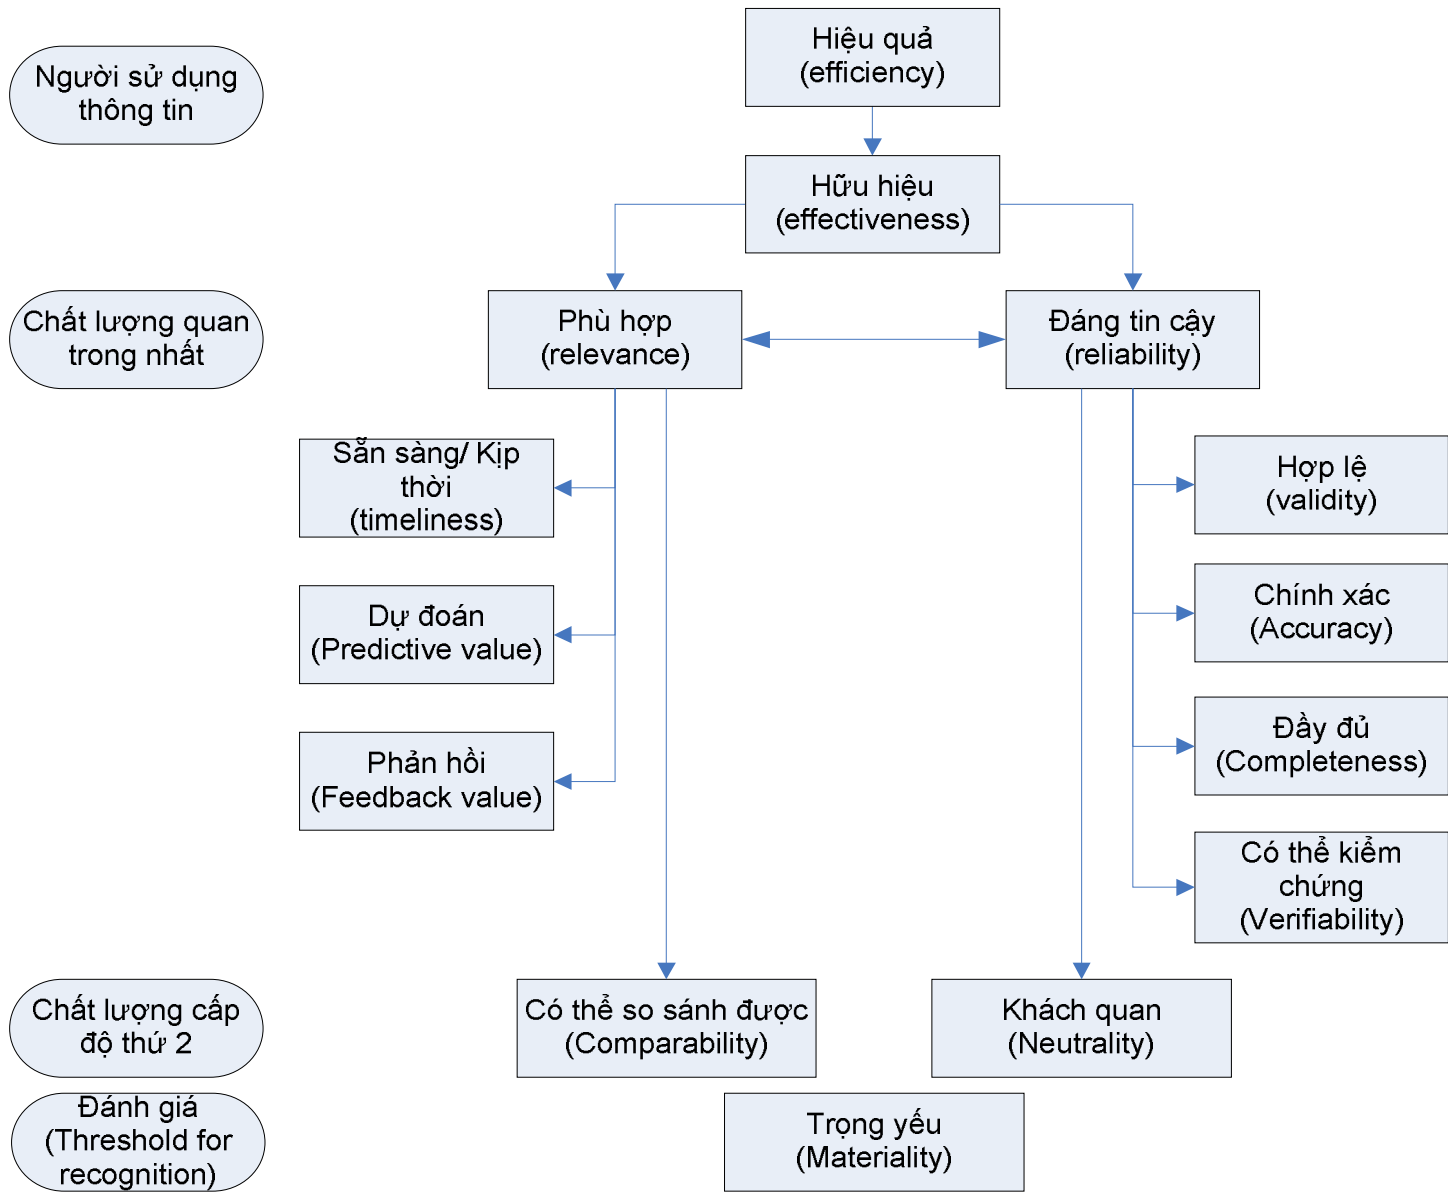 Hiệu quả
(efficiency)
Người sử dụng
thông tin
Hữu hiệu
(effectiveness)
Chất lượng quan
trong nhất
Phù hợp
(relevance)
Đáng tin cậy
(reliability)
Sẵn sàng/ Kịp
thời
(timeliness)
Hợp lệ
(validity)
Dự đoán
(Predictive value)
Chính xác
(Accuracy)
Phản hồi
(Feedback value)
Đầy đủ
(Completeness)
Có thể kiểm
chứng
(Verifiability)
Chất lượng cấp
độ thứ 2
Có thể so sánh được
(Comparability)
Khách quan
(Neutrality)
Đánh giá
(Threshold for
recognition)
Trọng yếu
(Materiality)